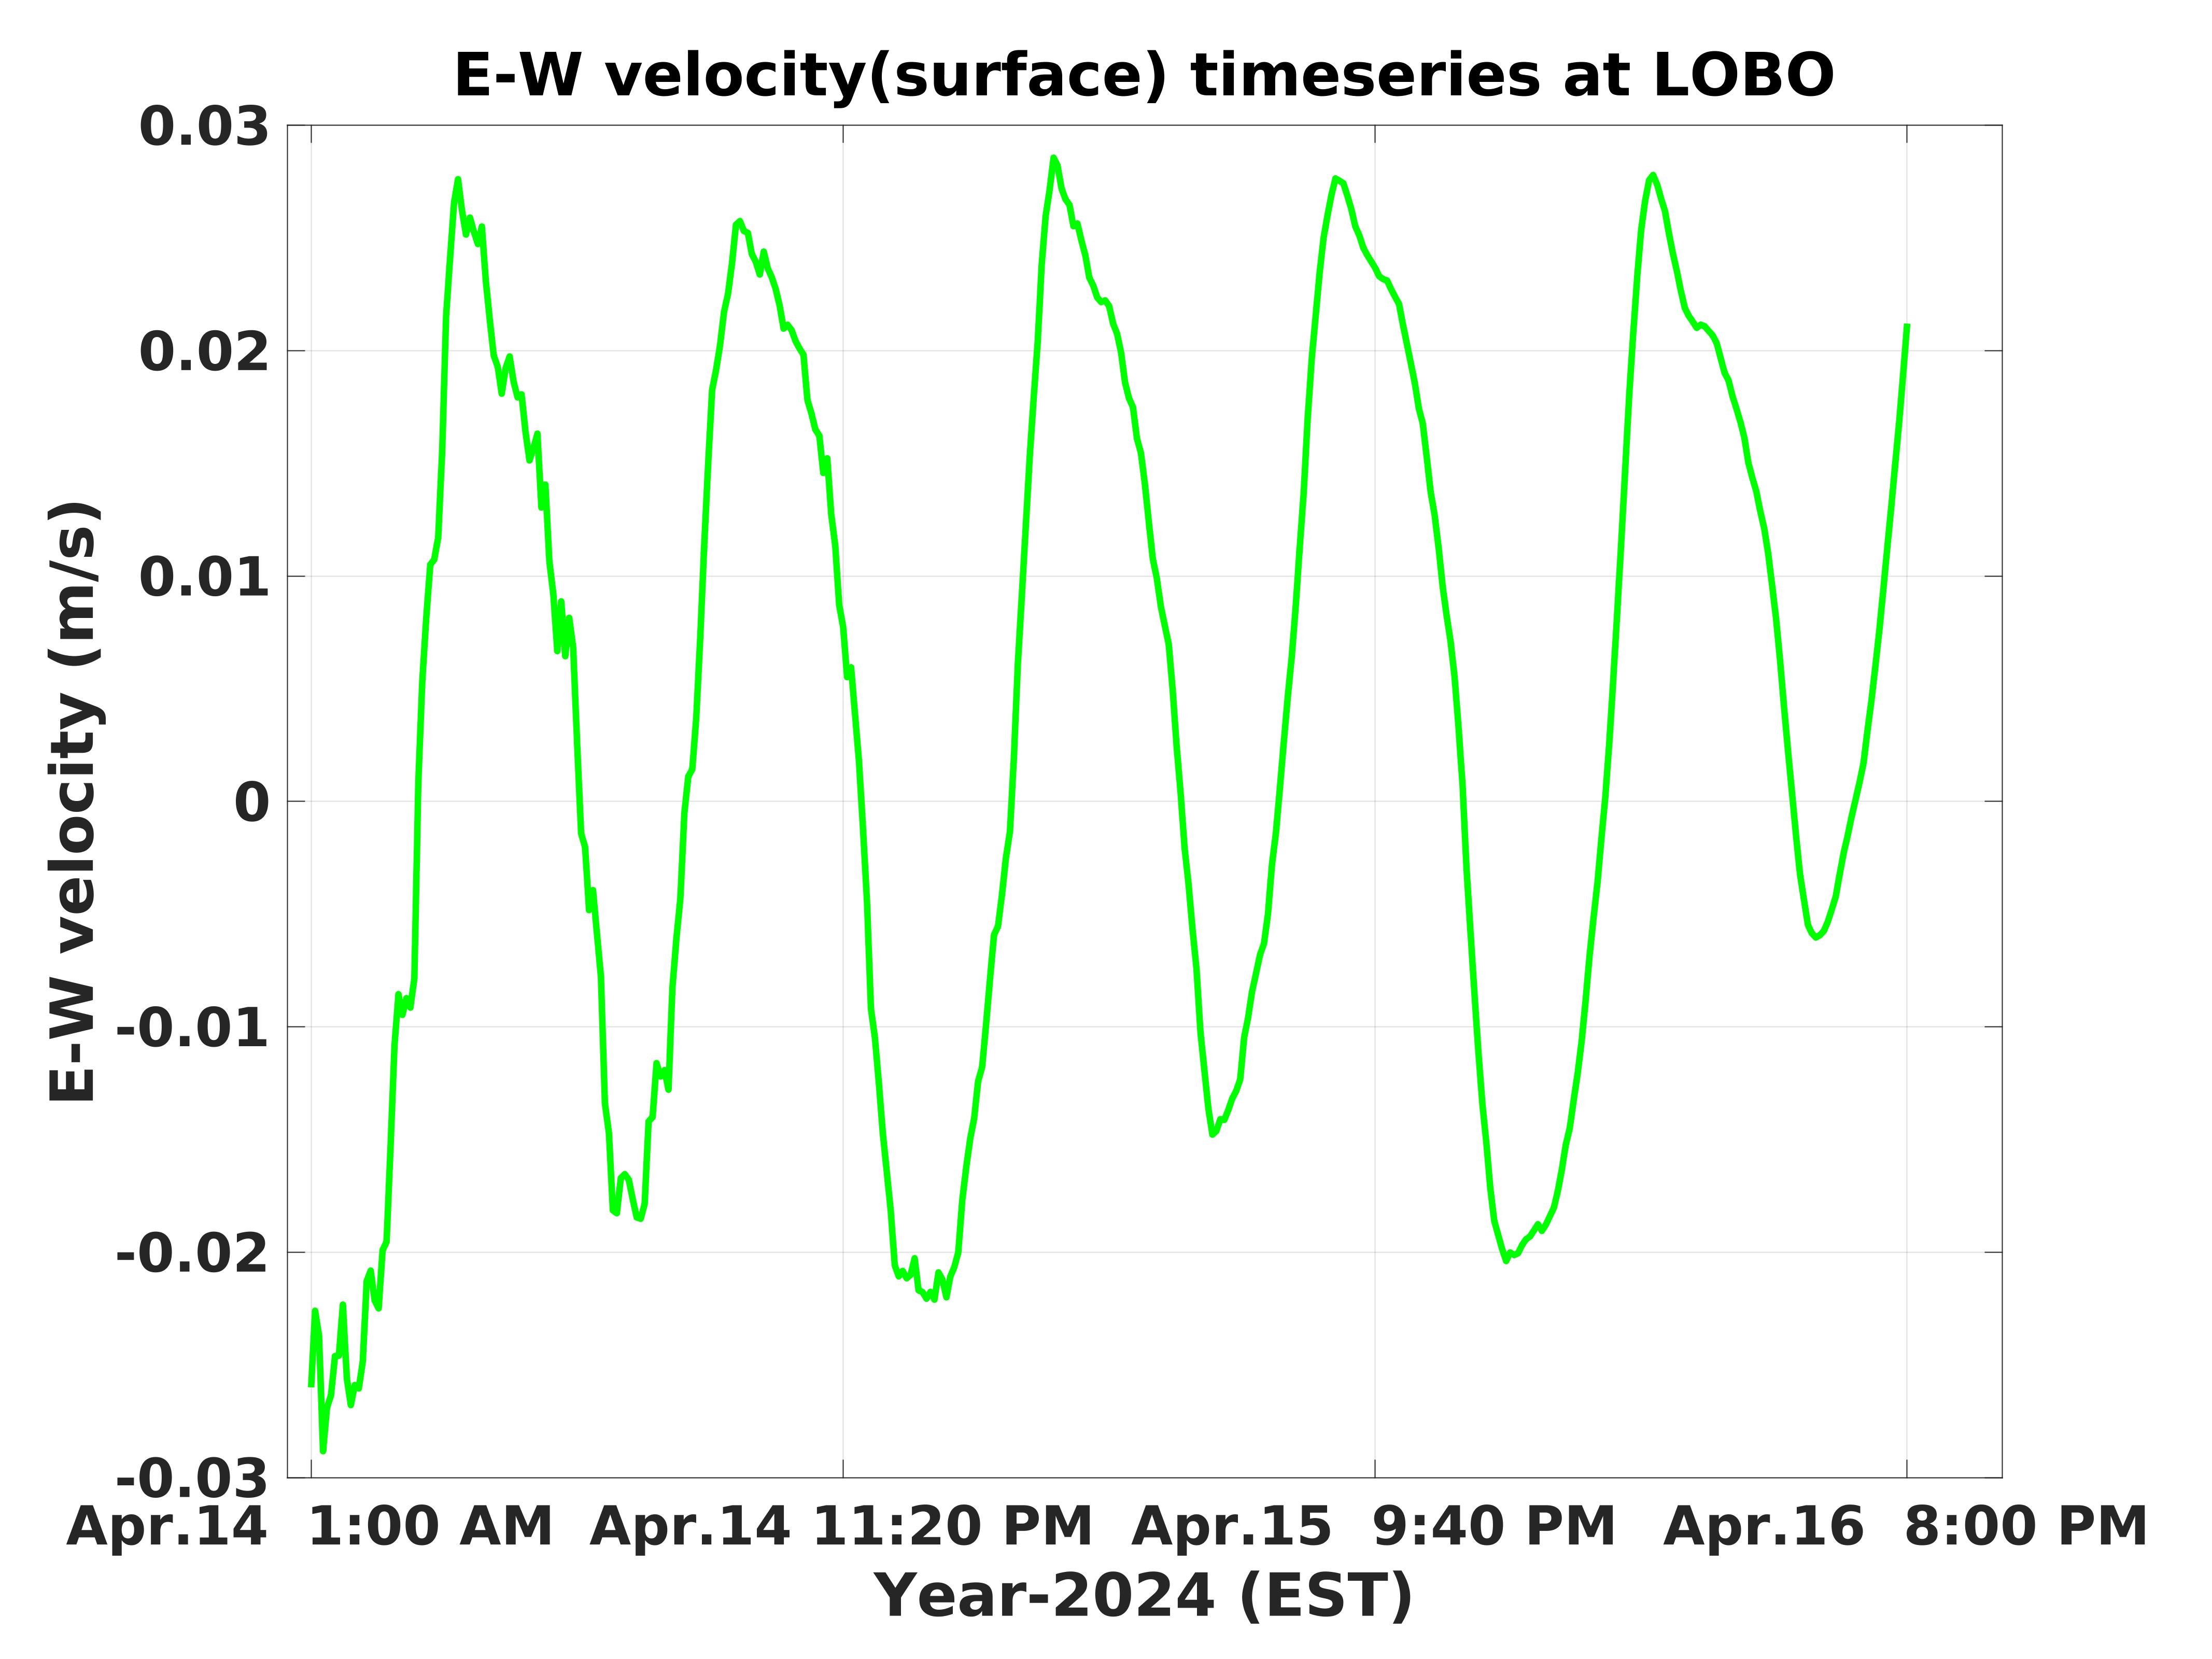 E-W velocity(surface) timeseries at LOBO
E-W velocity (m/s)
0.03
0.02
0.01
0
-0.01
-0.02
-0.03
Apr.14 1:00 AM
Apr.14 11:20 PM
Apr.15 9:40 PM
Apr.16 8:00 PM
Year-2024 (EST)